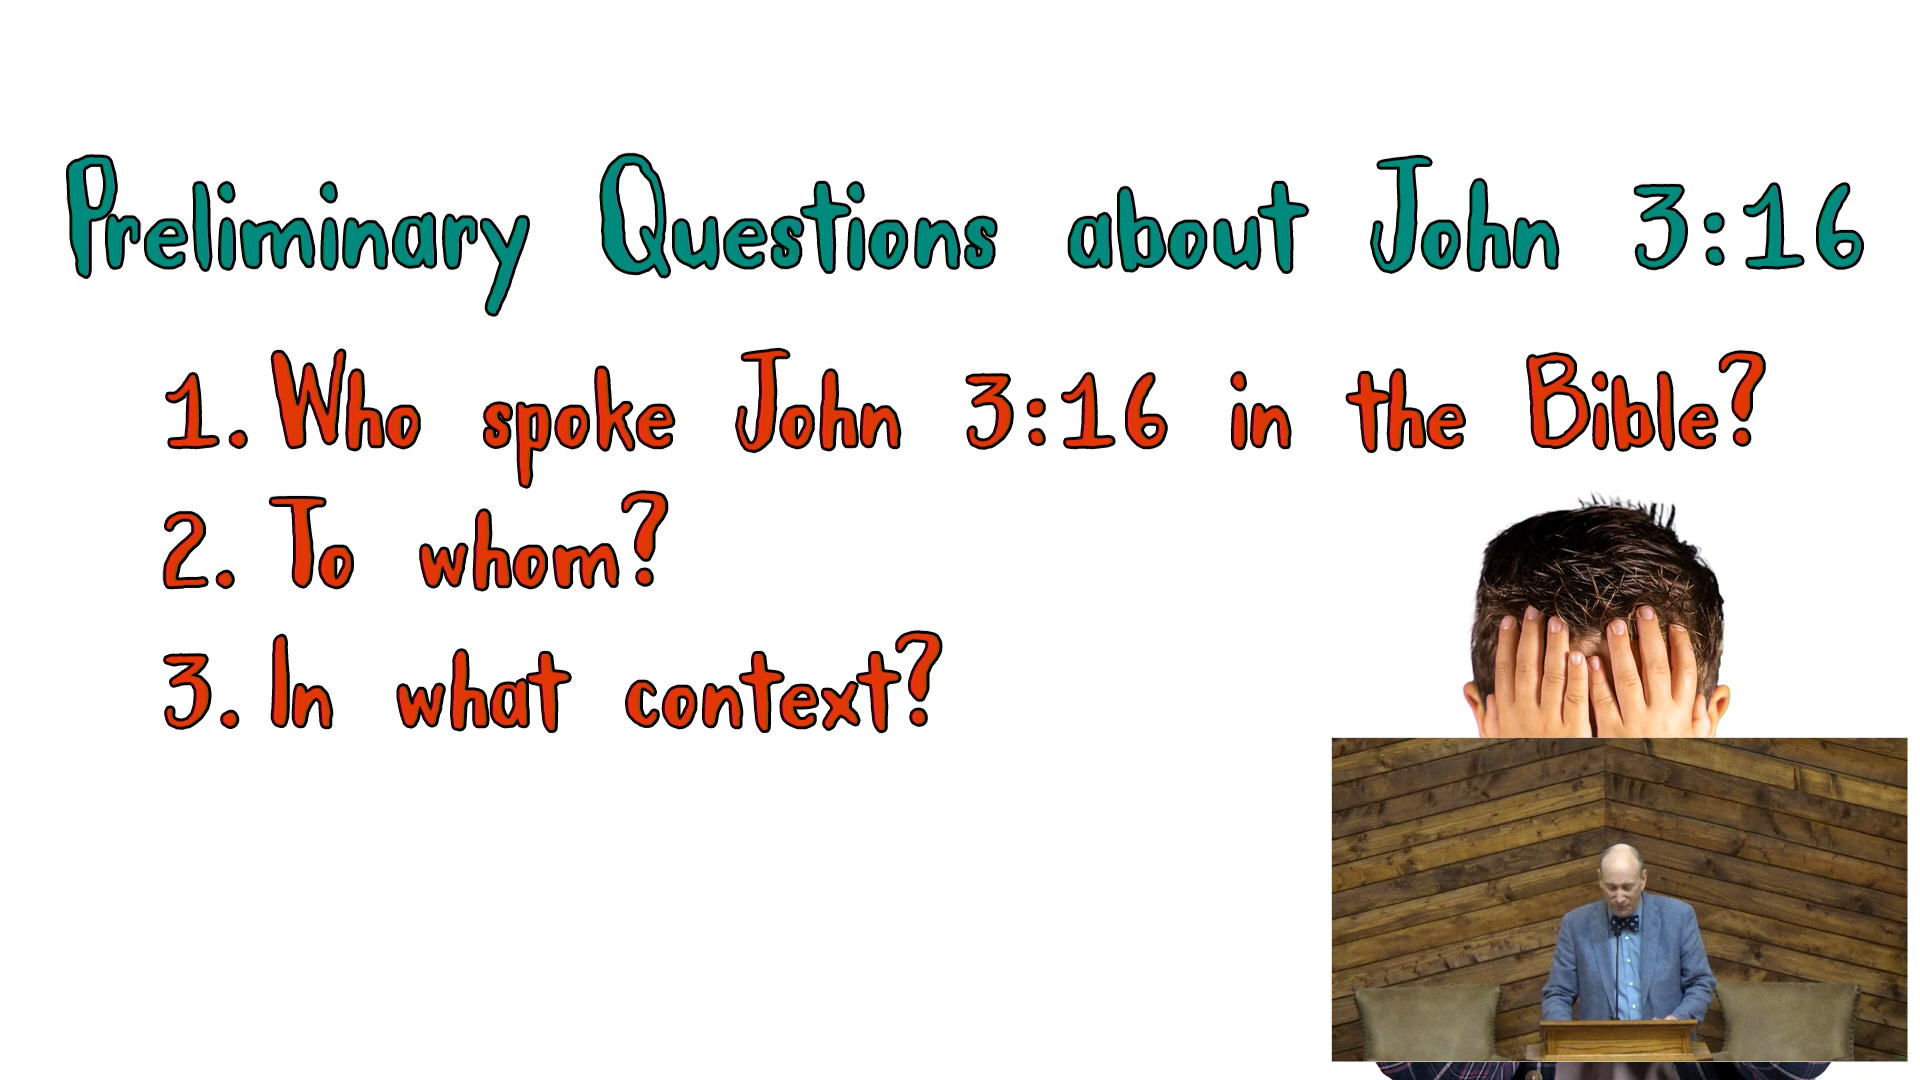 Preliminary Questions about John 3:16
1. Who spoke John 3:16 in the Bible?
2. To whom?
3. In what context?